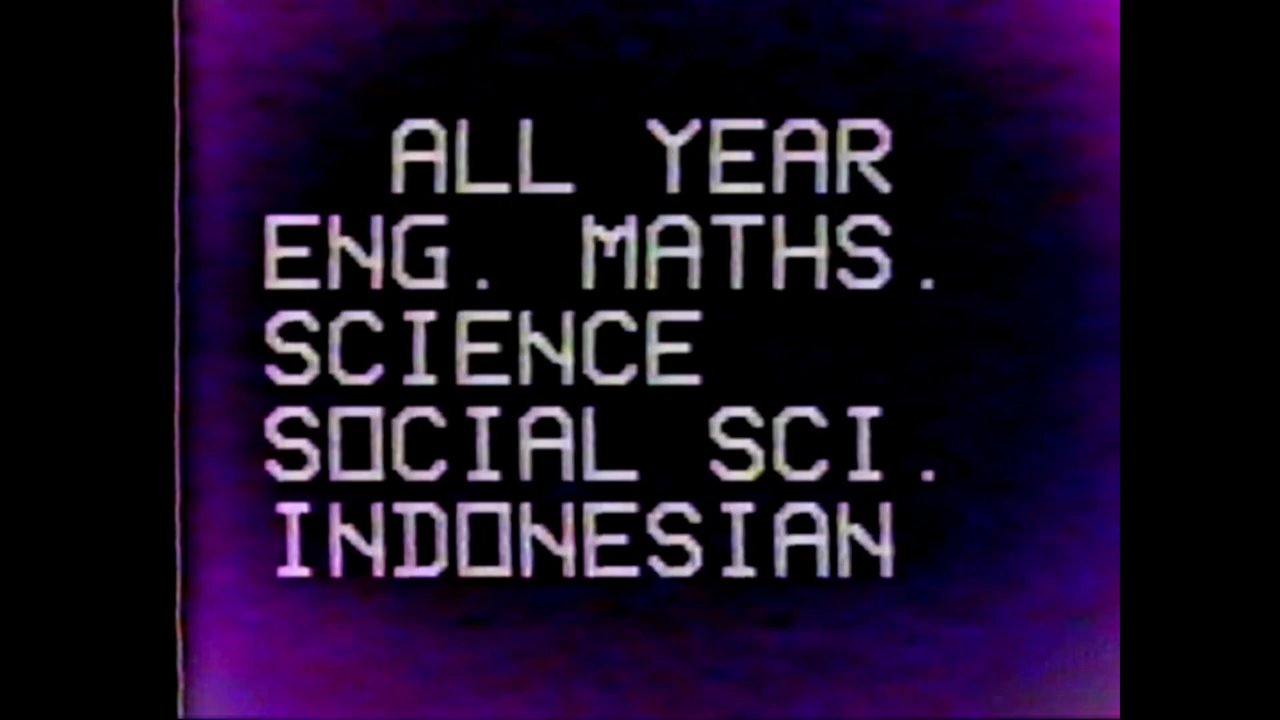 ALL YEAR
ENG. MATHS.
SCIENCE
SOCIAL SCI.
INDONESIAN